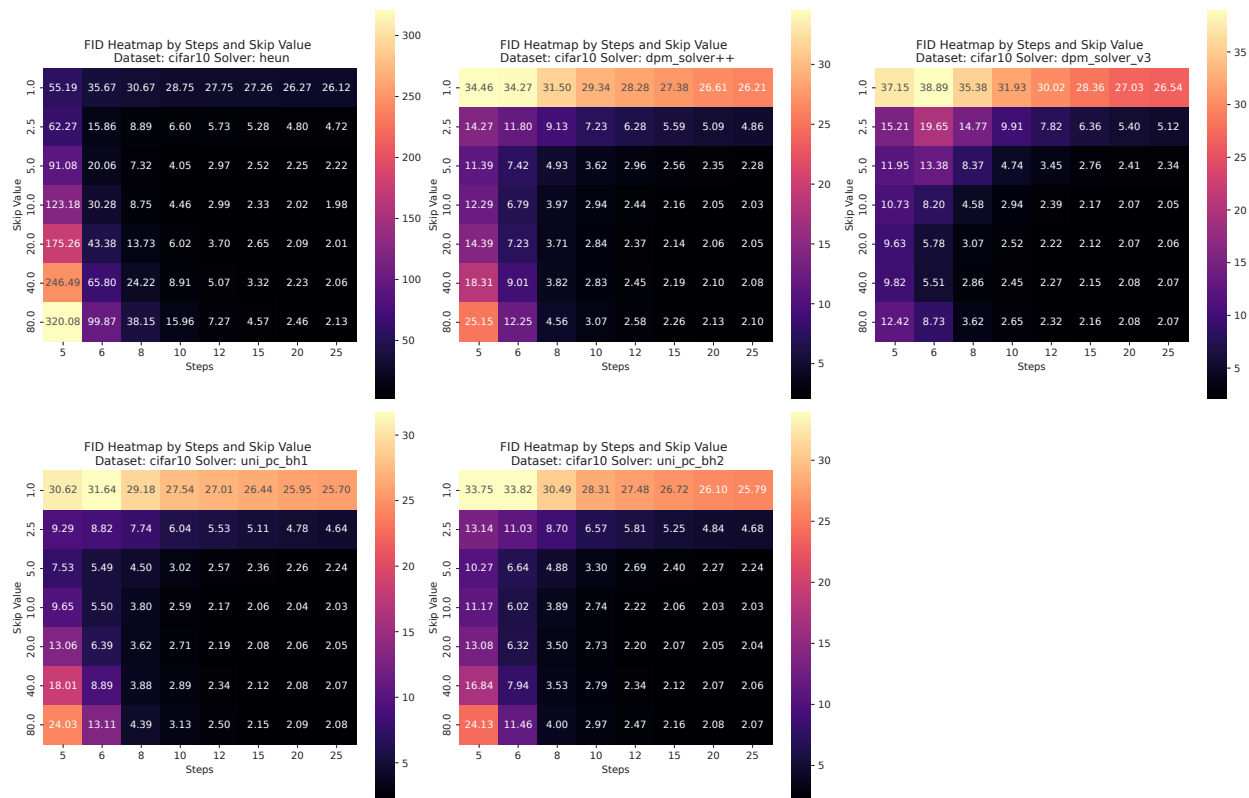 FID Heatmap by Steps and Skip Value
Dataset: cifar10 Solver: heun
Skip Value
1.0 55.19 35.67 30.67 28.75 27.75 27.26 26.27 26.12
2.5 62.27 15.86 8.89 6.60 5.73 5.28 4.80 4.72
5.0 91.08 20.06 7.32 4.05 2.97 2.52 2.25 2.22
10.0 123.18 30.28 8.75 4.46 2.99 2.33 2.02 1.98
20.0 175.26 43.38 13.73 6.02 3.70 2.65 2.09 2.01
40.0 246.49 65.80 24.22 8.91 5.07 3.32 2.23 2.06
80.0 320.08 99.87 38.15 15.96 7.27 4.57 2.46 2.13
5 6 8 10 12 15 20 25
Steps
300
250
200
150
100
50
FID Heatmap by Steps and Skip Value
Dataset: cifar10 Solver: dpm_solver++
Skip Value
1.0 34.46 34.27 31.50 29.34 28.28 27.38 26.61 26.21
2.5 14.27 11.80 9.13 7.23 6.28 5.59 5.09 4.86
5.0 11.39 7.42 4.93 3.62 2.96 2.56 2.35 2.28
10.0 12.29 6.79 3.97 2.94 2.44 2.16 2.06 2.04
20.0 14.39 7.23 3.71 2.84 2.37 2.14 2.06 2.05
40.0 18.31 9.01 3.82 2.83 2.45 2.19 2.10 2.08
80.0 25.15 12.25 4.56 3.07 2.58 2.26 2.13 2.10
5 6 8 10 12 15 20 25
Steps
30
25
20
15
10
5
FID Heatmap by Steps and Skip Value
Dataset: cifar10 Solver: dpm_solver_v3
Skip Value
1.0 37.15 38.89 35.38 31.93 30.02 28.36 27.03 26.54
2.5 15.21 19.65 14.77 9.91 7.82 6.36 5.40 5.12
5.0 11.95 13.38 8.37 4.74 3.45 2.76 2.41 2.34
10.0 10.73 8.20 4.58 2.94 2.39 2.17 2.07 2.05
20.0 9.63 5.78 3.07 2.52 2.22 2.12 2.07 2.06
40.0 9.82 5.51 2.86 2.45 2.27 2.15 2.08 2.07
80.0 12.42 8.73 3.62 2.65 2.32 2.16 2.08 2.07
5 6 8 10 12 15 20 25
Steps
35
30
25
20
15
10
5
FID Heatmap by Steps and Skip Value
Dataset: cifar10 Solver: uni_pc_bh1
Skip Value
1.0 30.62 31.64 29.18 27.54 27.01 26.44 25.95 25.70
2.5 9.29 8.82 7.74 6.04 5.53 5.11 4.78 4.64
5.0 7.53 5.49 4.50 3.02 2.57 2.36 2.26 2.24
10.0 9.65 5.50 3.80 2.59 2.17 2.06 2.04 2.03
20.0 13.06 6.39 3.62 2.71 2.19 2.08 2.06 2.05
40.0 18.01 8.89 3.88 2.89 2.34 2.12 2.08 2.07
80.0 24.03 13.11 4.39 3.13 2.50 2.15 2.09 2.08
5 6 8 10 12 15 20 25
Steps
30
25
20
15
10
5
FID Heatmap by Steps and Skip Value
Dataset: cifar10 Solver: uni_pc_bh2
Skip Value
1.0 33.75 33.82 30.49 28.31 27.48 26.72 26.10 25.79
2.5 13.14 11.03 8.70 6.57 5.81 5.25 4.84 4.68
5.0 10.27 6.64 4.88 3.30 2.69 2.40 2.27 2.24
10.0 11.17 6.02 3.89 2.74 2.22 2.06 2.03 2.03
20.0 13.08 6.32 3.50 2.73 2.20 2.07 2.05 2.04
40.0 16.84 7.94 3.53 2.79 2.34 2.12 2.07 2.06
80.0 24.13 11.46 4.00 2.97 2.47 2.16 2.08 2.07
5 6 8 10 12 15 20 25
Steps
30
25
20
15
10
5